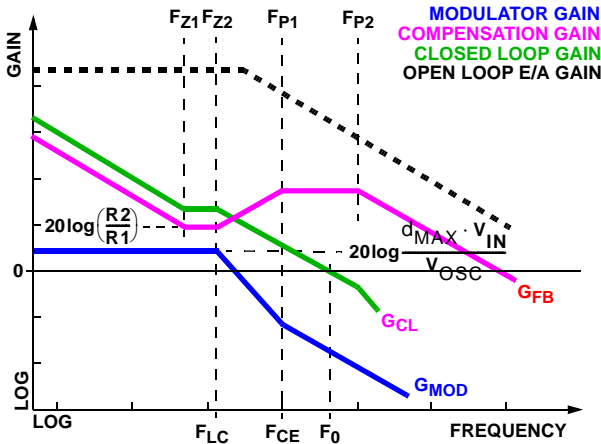 F_Z1 F_Z2 F_P1 F_P2
MODULATOR GAIN
COMPENSATION GAIN
CLOSED LOOP GAIN
OPEN LOOP E/A GAIN
GAIN
20log(R2/R1)
20log d_MAX · V_IN / V_OSC
0
G_FB
G_CL
G_MOD
LOG
LOG
F_LC F_CE F_0
FREQUENCY